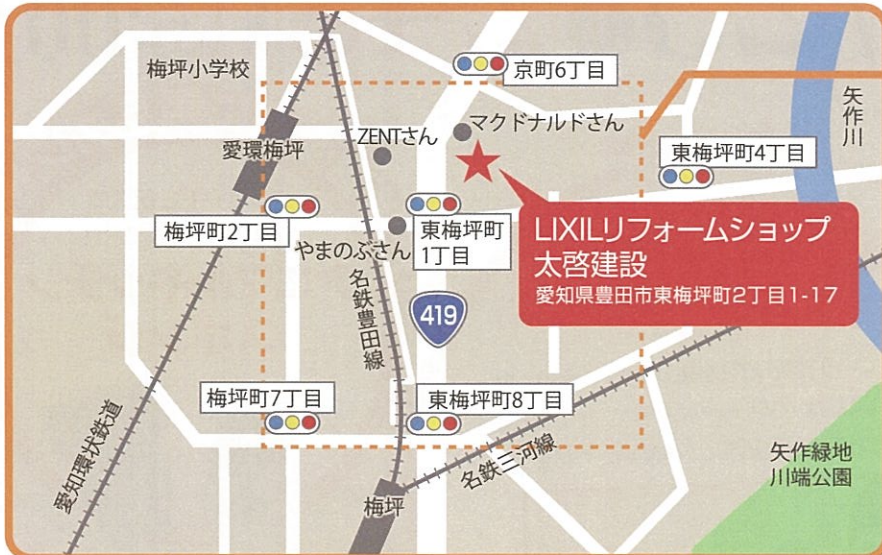 梅坪小学校
京町6丁目
矢作川
ZENTさん
マクドナルドさん
愛環梅坪
東梅坪町4丁目
梅坪町2丁目
やまのぶさん
東梅坪町
1丁目
LIXILリフォームショップ
太啓建設
愛知県豊田市東梅坪町2丁目1-17
名鉄豊田線
419
梅坪町7丁目
東梅坪町8丁目
愛知環状鉄道
名鉄三河線
梅坪
矢作緑地
川端公園